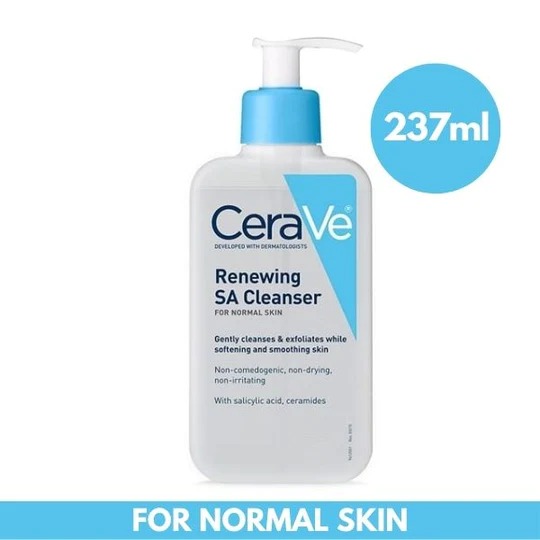 237ml
CeraVe®
DEVELOPED WITH DERMATOLOGISTS
Renewing
SA Cleanser
FOR NORMAL SKIN
Gently cleanses & exfoliates while
softening and smoothing skin
Non-comedogenic, non-drying,
non-irritating
With salicylic acid, ceramides
FOR NORMAL SKIN